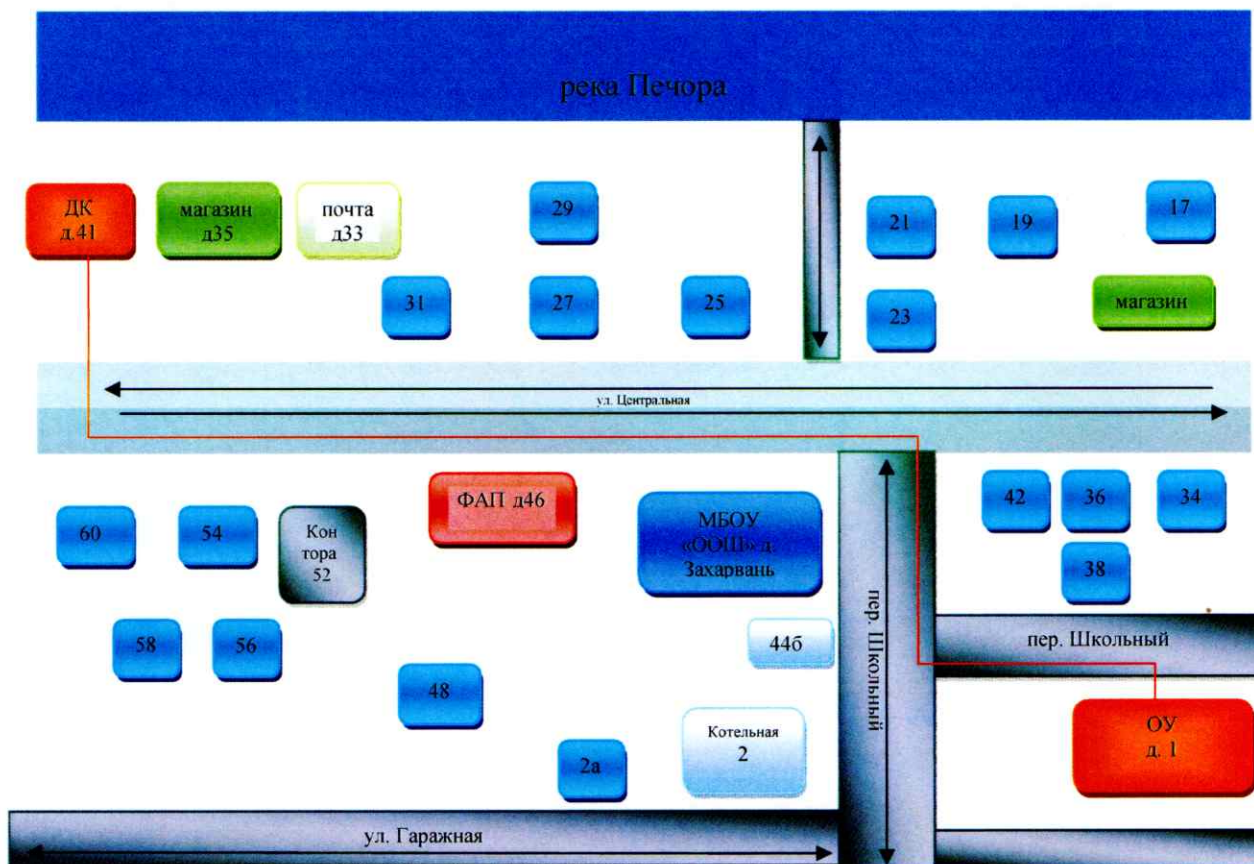 река Печора
ДК
д.41
магазин
д35
почта
д33
29
21
19
17
31
27
25
23
магазин
ул. Центральная
ФАП д46
МБОУ
«ООШ» д.
Захарвань
42
36
34
60
54
Кон
тора
52
38
58
56
44б
пер. Школьный
пер. Школьный
48
ОУ
д. 1
Котельная
2
2а
ул. Гаражная